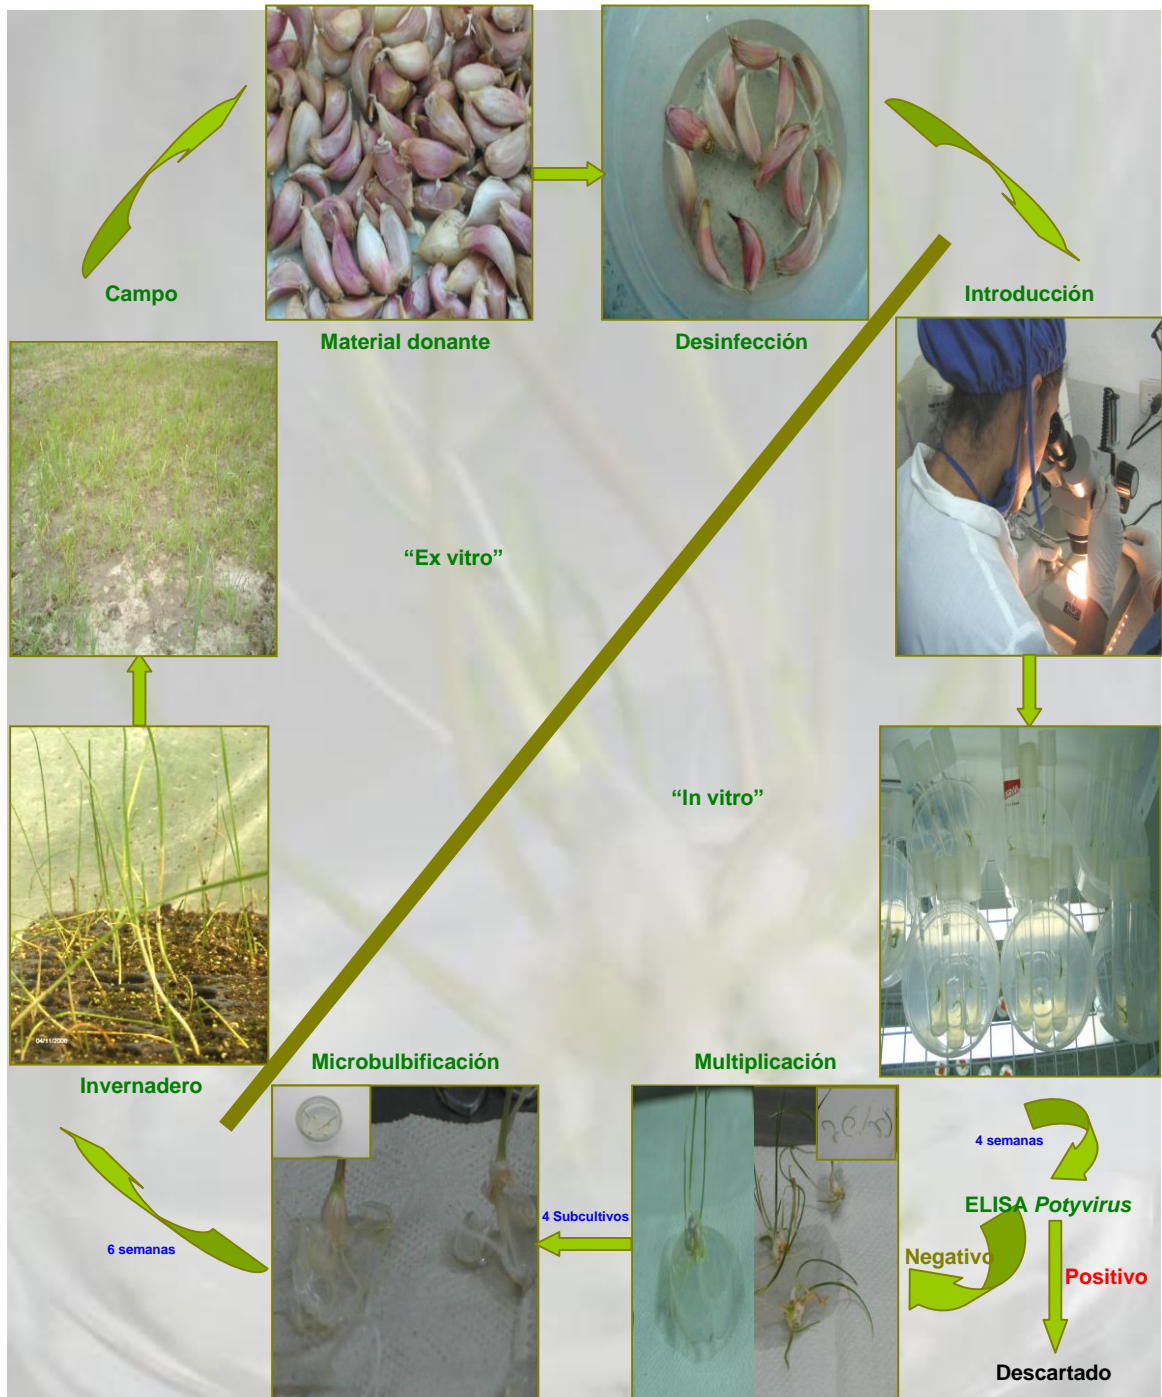 Campo
Material donante
Desinfección
Introducción
“Ex vitro”
“In vitro”
04/11/2008
Invernadero
Microbulbificación
Multiplicación
4 semanas
ELISA Potyvirus
4 Subcultivos
6 semanas
Negativo
Positivo
Descartado